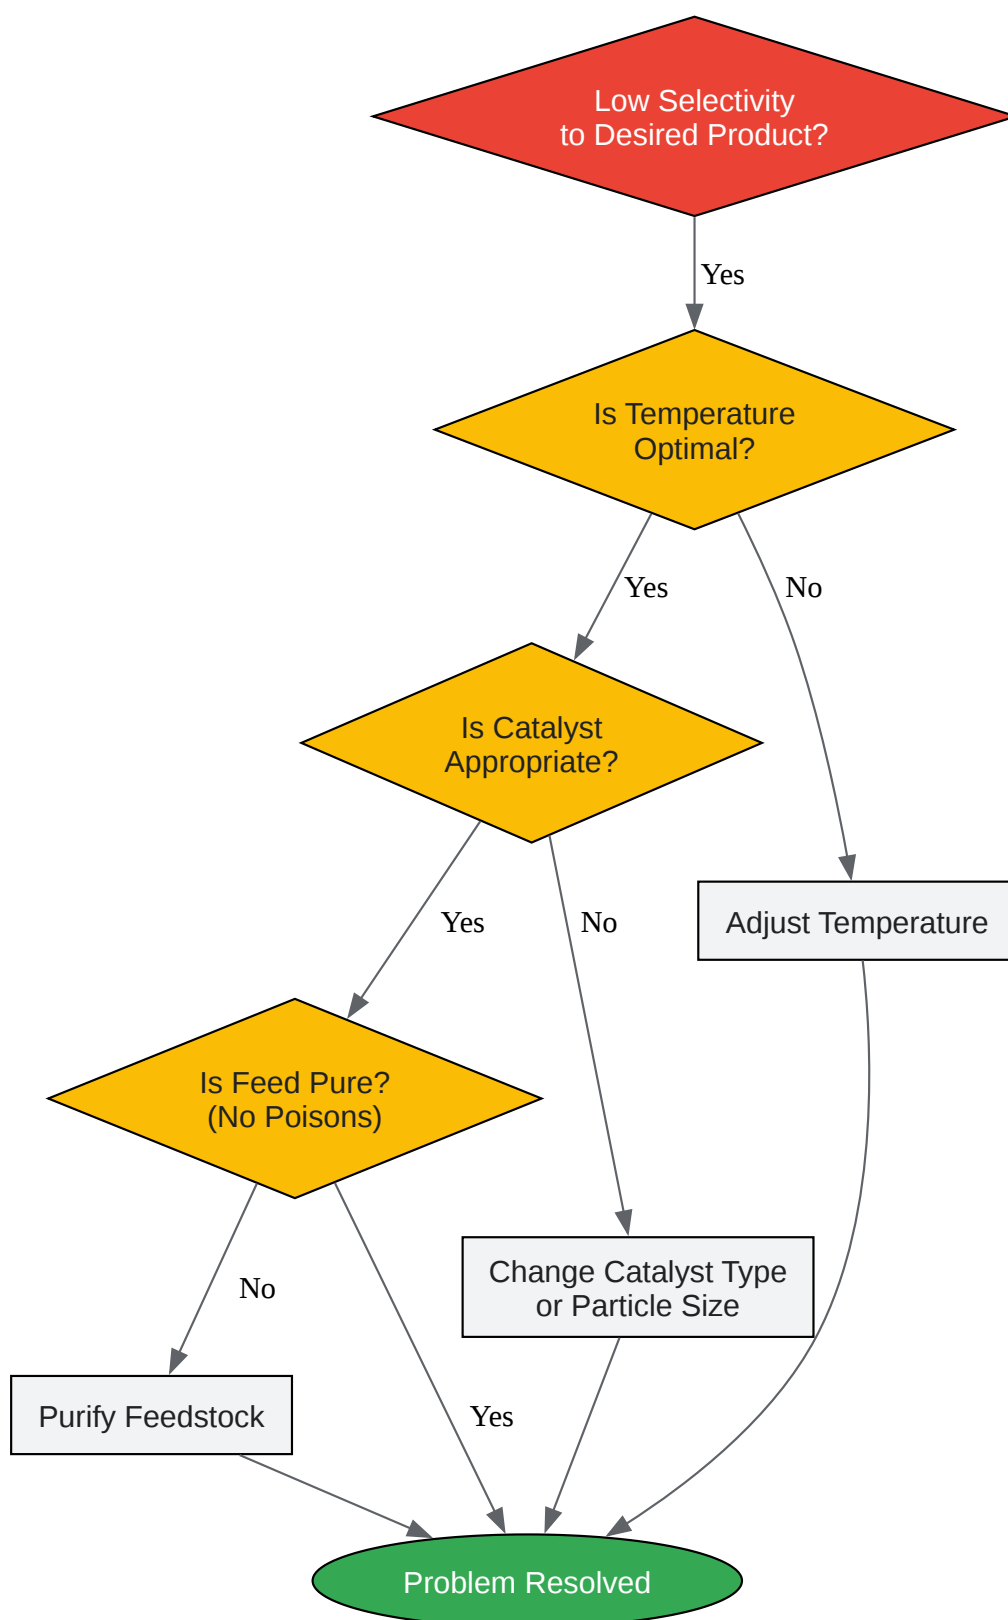 Low Selectivity
to Desired Product?
Yes
Is Temperature
Optimal?
Yes
No
Is Catalyst
Appropriate?
Yes
No
Adjust Temperature
Is Feed Pure?
(No Poisons)
No
Change Catalyst Type
or Particle Size
Purify Feedstock
Yes
Problem Resolved